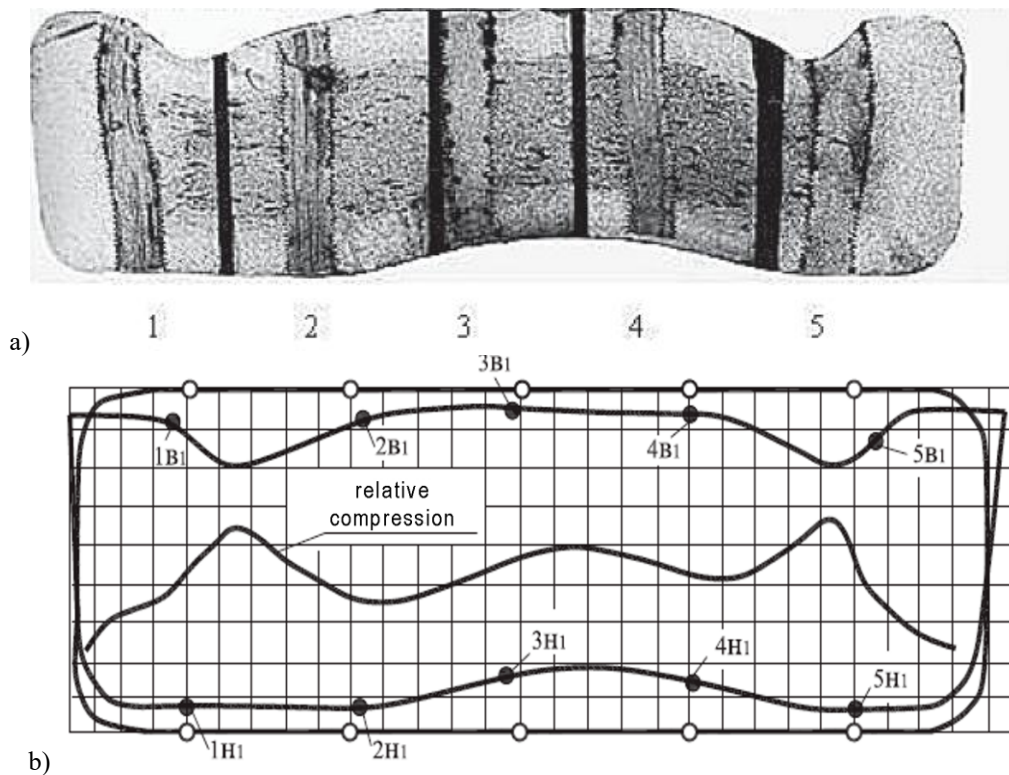 1 2 3 4 5
a)
3B1
1B1
2B1
4B1
5B1
relative
compression
3H1
4H1
5H1
1H1
2H1
b)